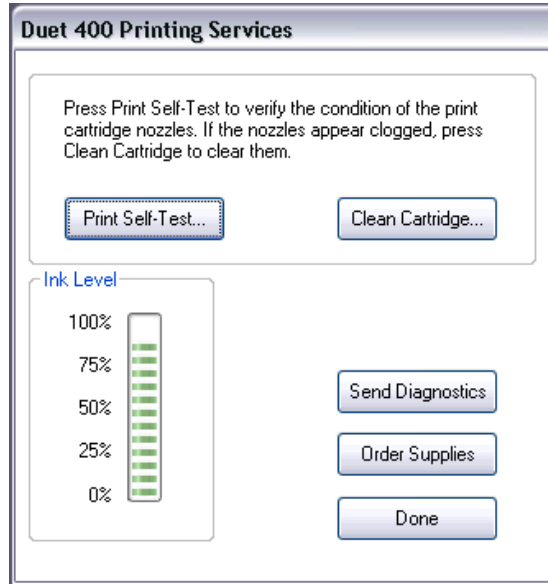 Duet 400 Printing Services
Press Print Self-Test to verify the condition of the print
cartridge nozzles. If the nozzles appear clogged, press
Clean Cartridge to clear them.
Print Self-Test...
Clean Cartridge...
Ink Level
100%
75%
50%
25%
0%
Send Diagnostics
Order Supplies
Done